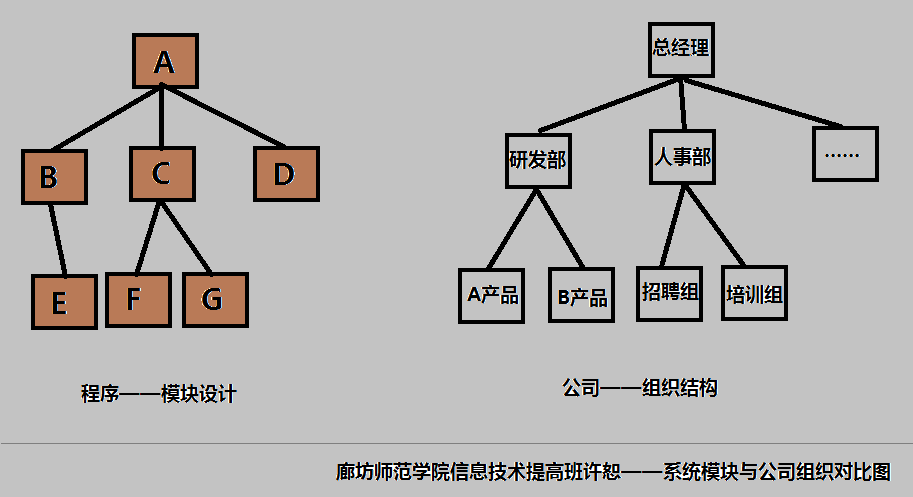 A
B
C
D
E
F
G
程序——模块设计
总经理
研发部
人事部
......
A产品
B产品
招聘组
培训组
公司——组织结构
廊坊师范学院信息技术提高班许恕——系统模块与公司组织对比图